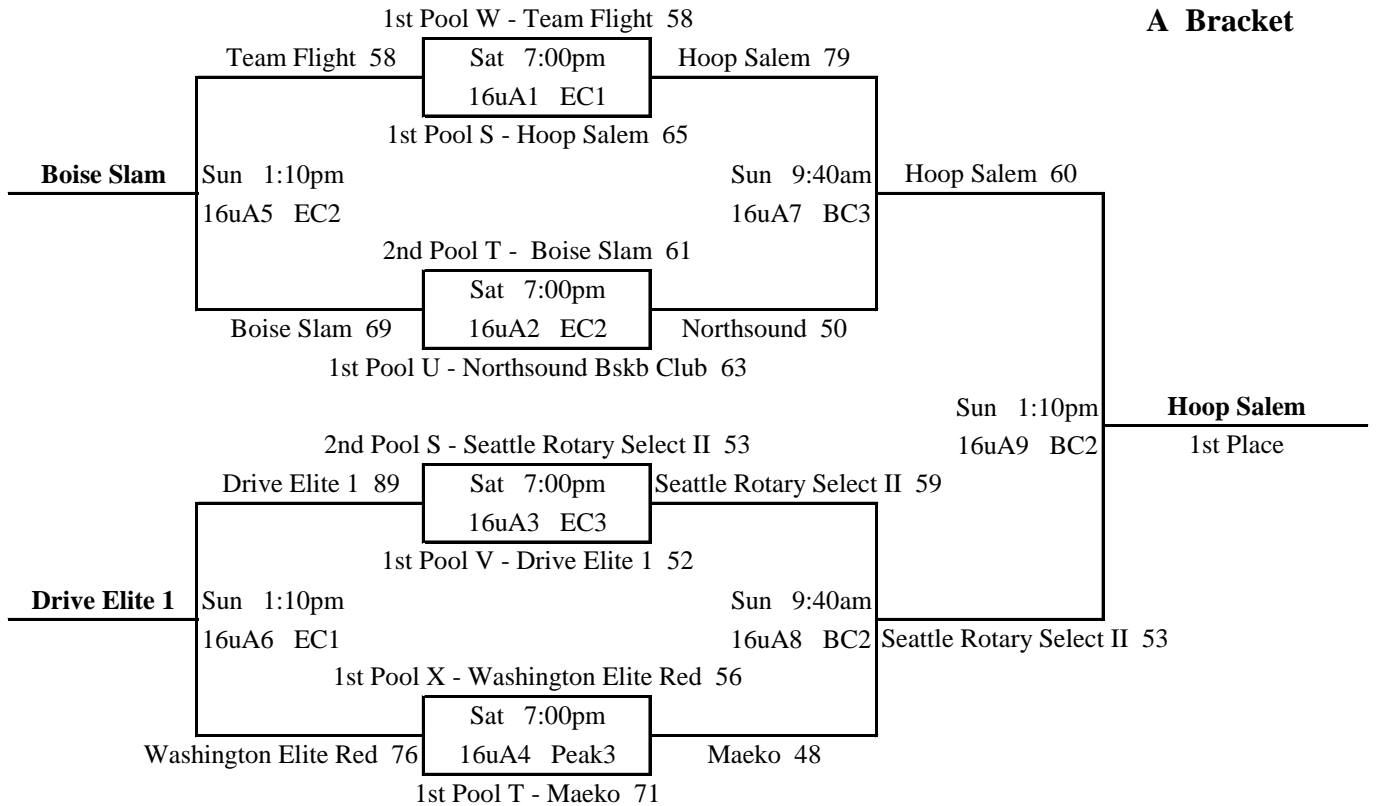 1st Pool W - Team Flight 58
A Bracket
Team Flight 58
Sat 7:00pm
Hoop Salem 79
16uA1 EC1
1st Pool S - Hoop Salem 65
Boise Slam
Sun 1:10pm
Sun 9:40am
Hoop Salem 60
16uA5 EC2
16uA7 BC3
2nd Pool T - Boise Slam 61
Sat 7:00pm
Boise Slam 69
16uA2 EC2
Northsound 50
1st Pool U - Northsound Bskb Club 63
Sun 1:10pm
Hoop Salem
16uA9 BC2
1st Place
2nd Pool S - Seattle Rotary Select II 53
Drive Elite 1 89
Sat 7:00pm
Seattle Rotary Select II 59
16uA3 EC3
1st Pool V - Drive Elite 1 52
Drive Elite 1
Sun 1:10pm
Sun 9:40am
16uA6 EC1
16uA8 BC2
Seattle Rotary Select II 53
1st Pool X - Washington Elite Red 56
Sat 7:00pm
Washington Elite Red 76
16uA4 Peak3
Maeko 48
1st Pool T - Maeko 71